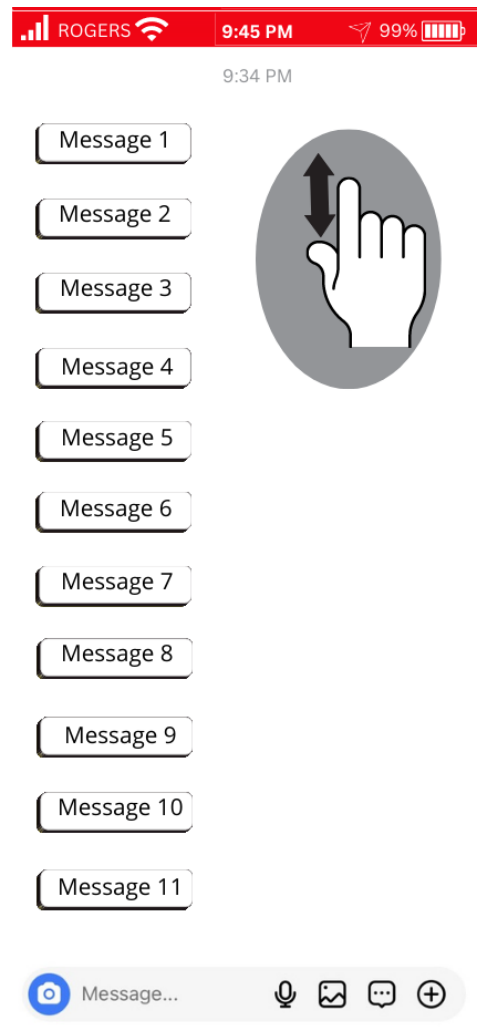 ROGERS 9:45 PM 99%
9:34 PM
Message 1
Message 2
Message 3
Message 4
Message 5
Message 6
Message 7
Message 8
Message 9
Message 10
Message 11
Message...